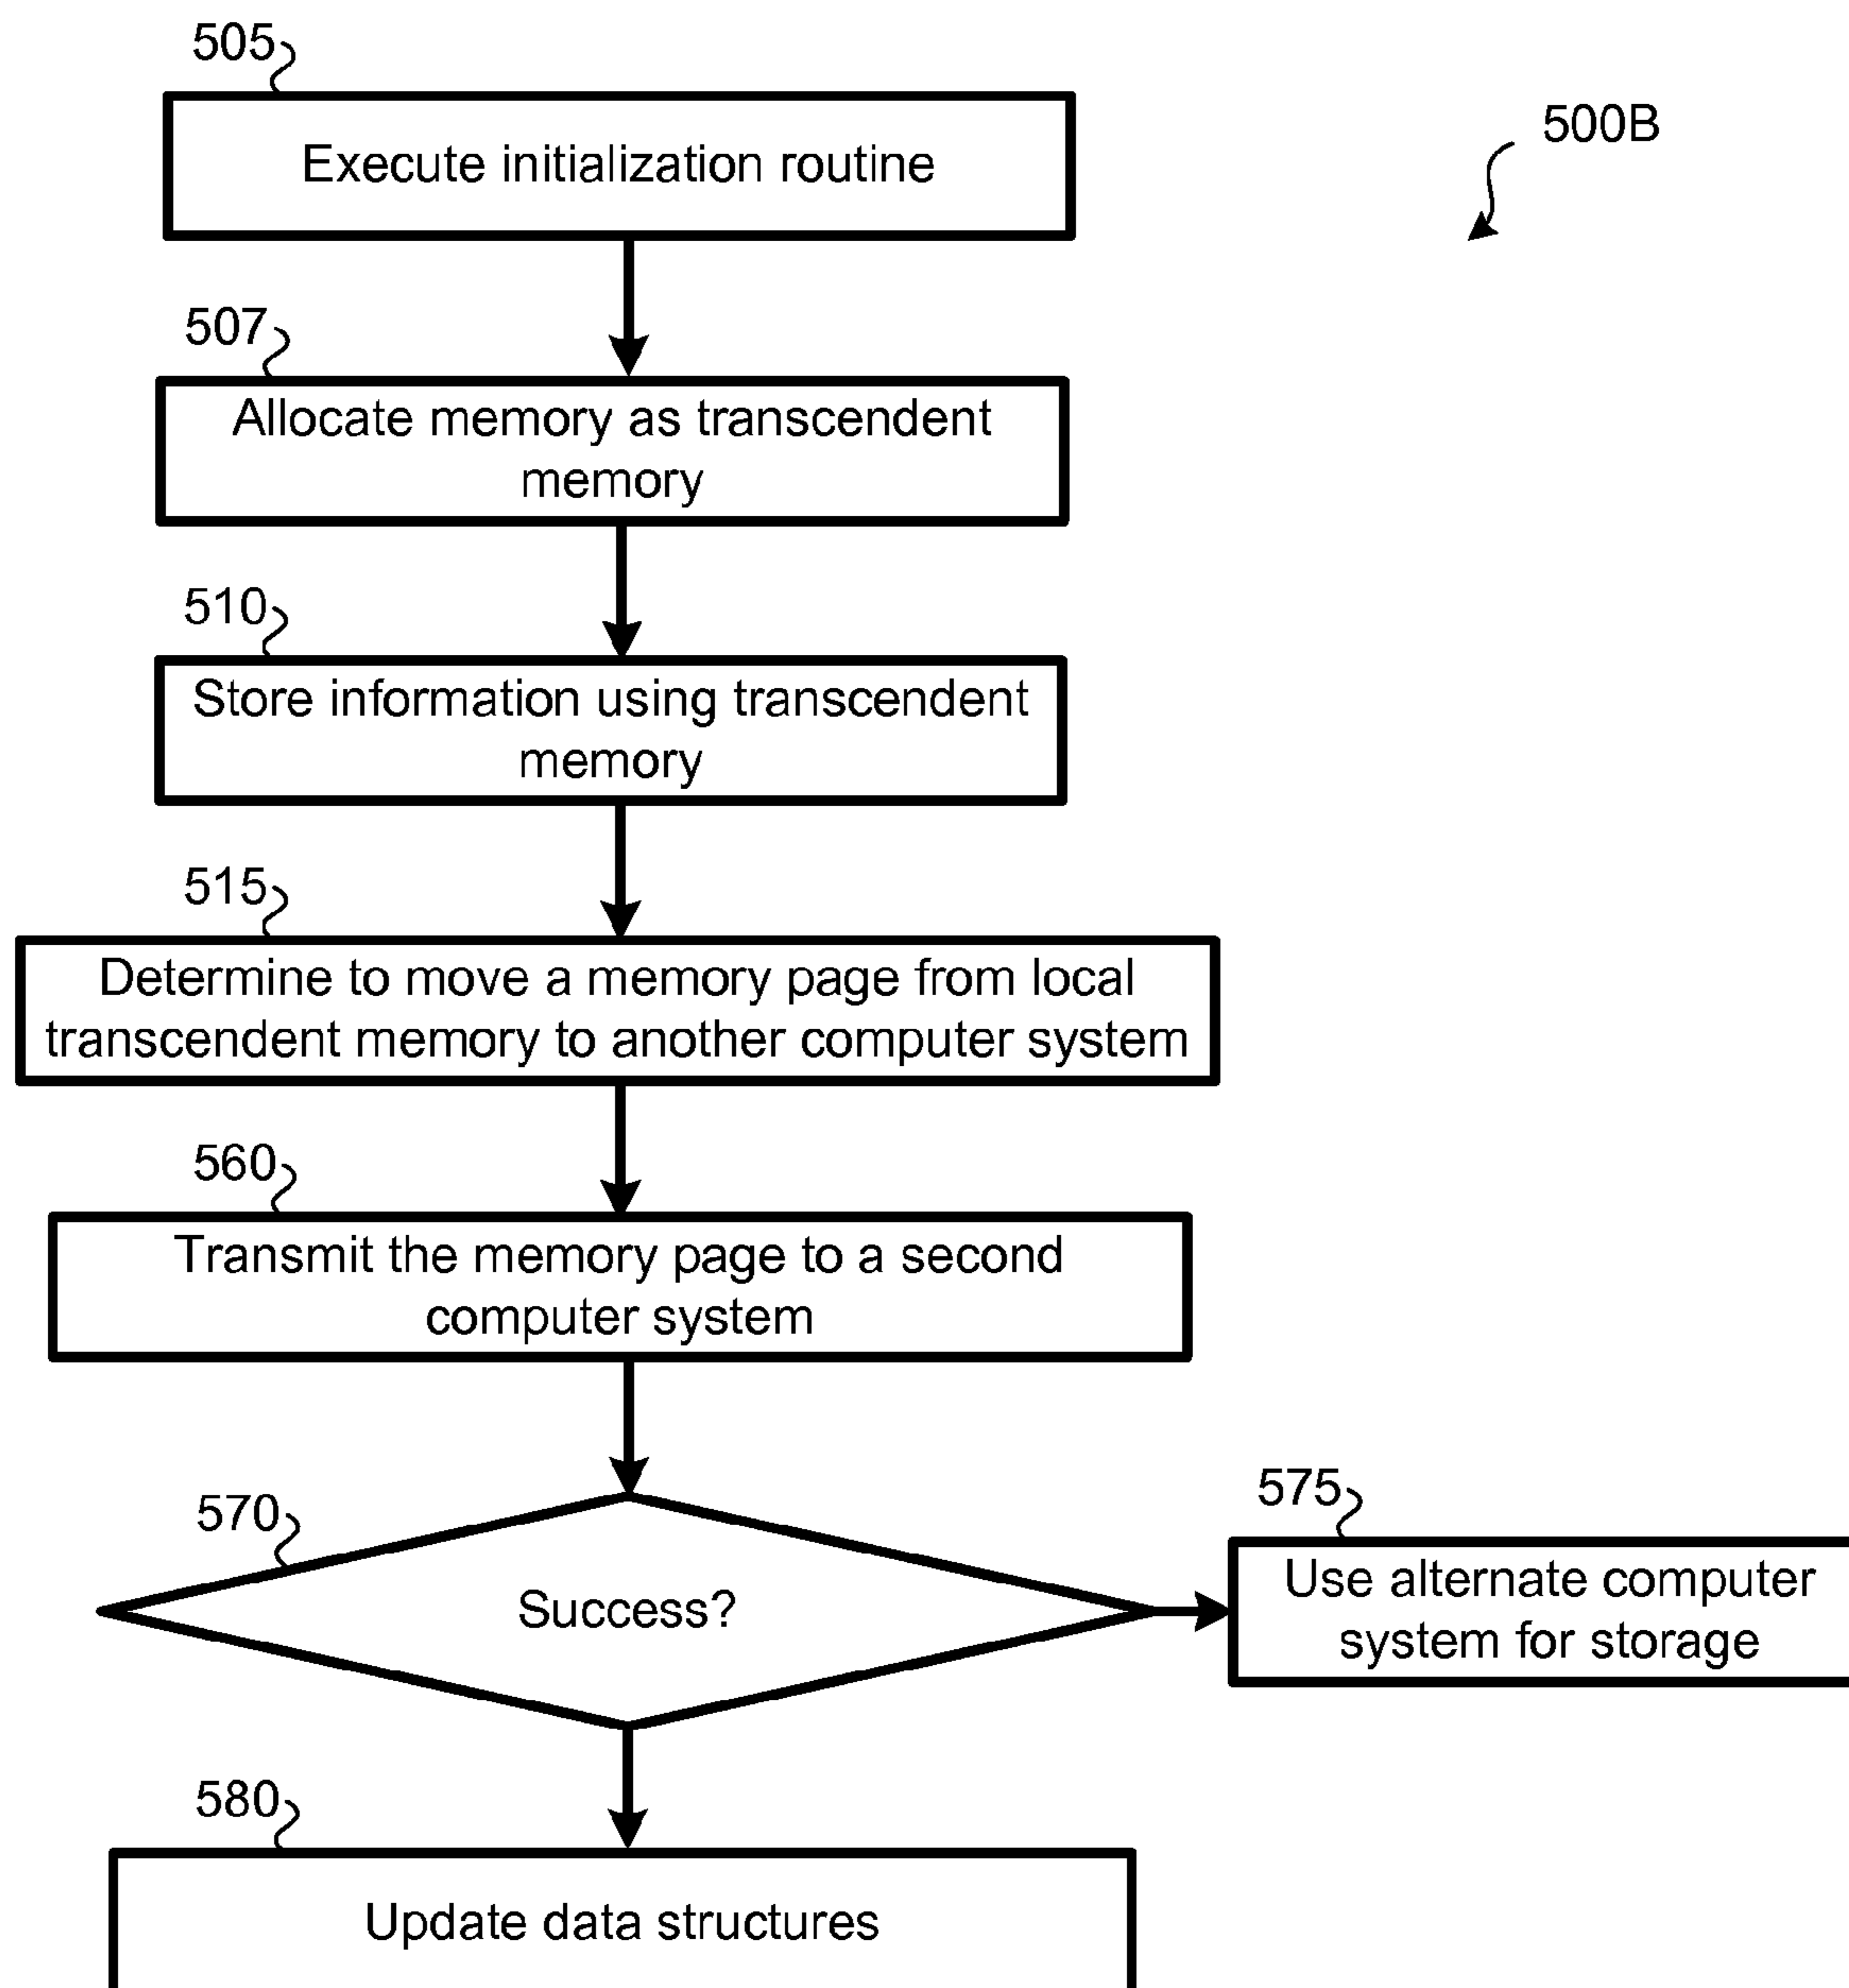 505
500B
Execute initialization routine
507
Allocate memory as transcendent
memory
510
Store information using transcendent
memory
515
Determine to move a memory page from local
transcendent memory to another computer system
560
Transmit the memory page to a second
computer system
570
Success?
575
Use alternate computer
system for storage
580
Update data structures